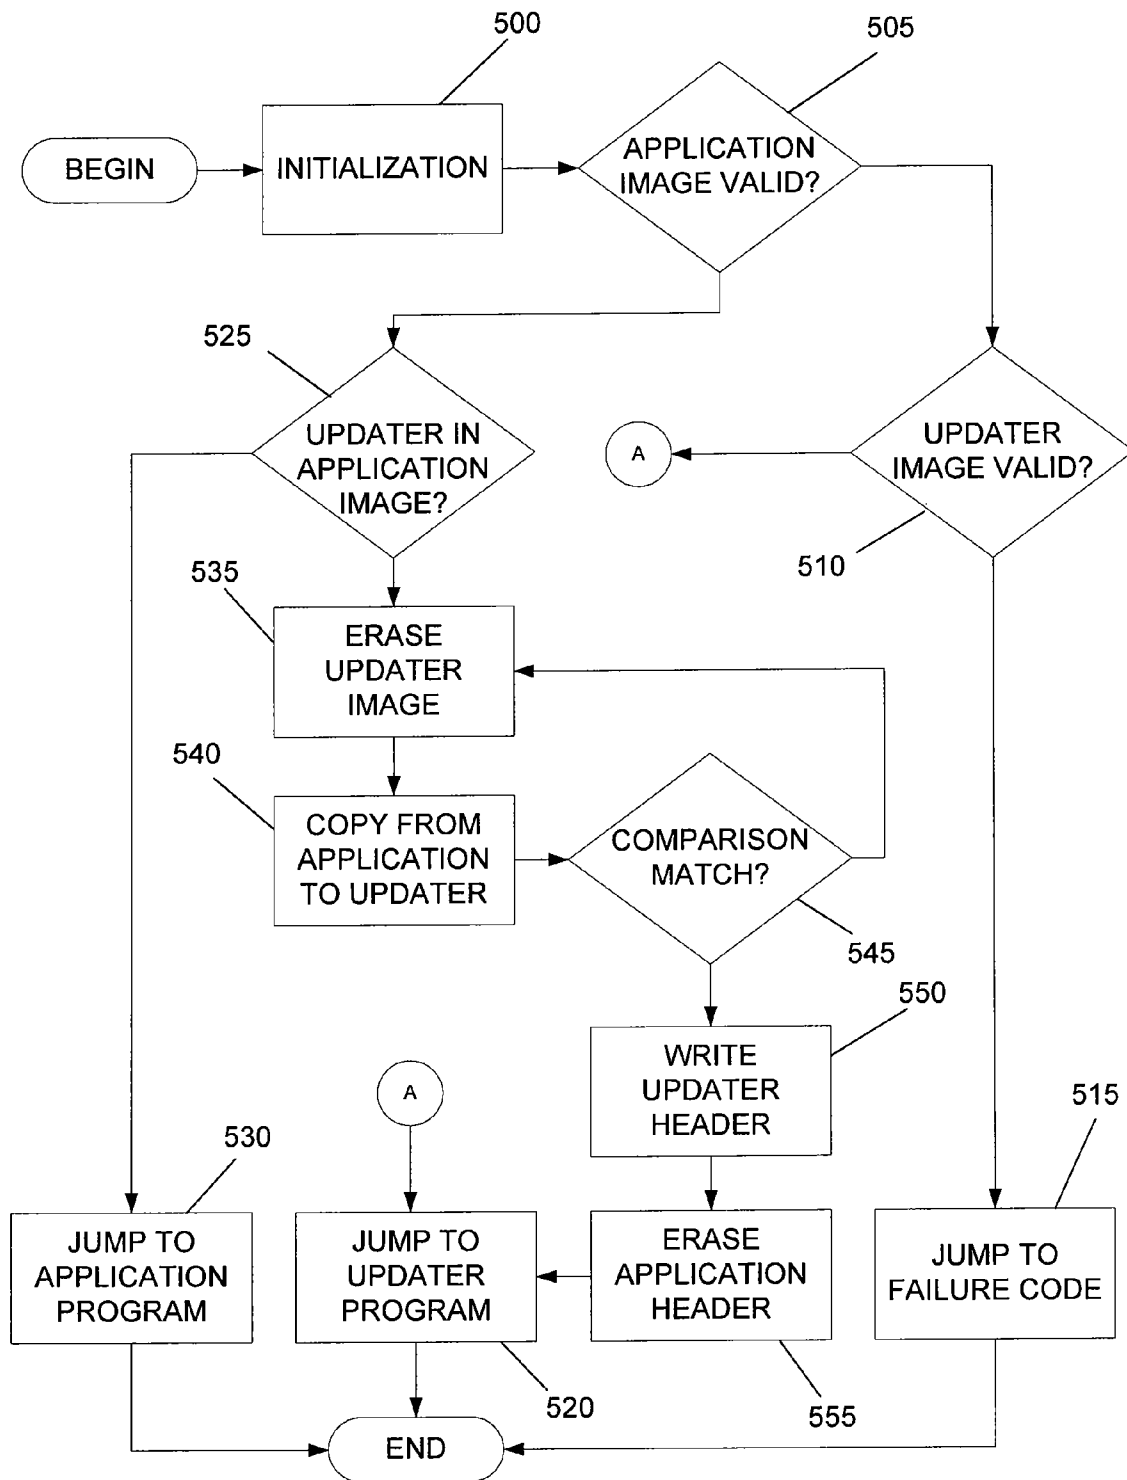 500
505
BEGIN
INITIALIZATION
APPLICATION
IMAGE VALID?
525
UPDATER IN
APPLICATION
IMAGE?
A
UPDATER
IMAGE VALID?
510
535
ERASE
UPDATER
IMAGE
540
COPY FROM
APPLICATION
TO UPDATER
COMPARISON
MATCH?
545
550
WRITE
UPDATER
HEADER
A
515
530
JUMP TO
APPLICATION
PROGRAM
JUMP TO
UPDATER
PROGRAM
ERASE
APPLICATION
HEADER
JUMP TO
FAILURE CODE
520
555
END